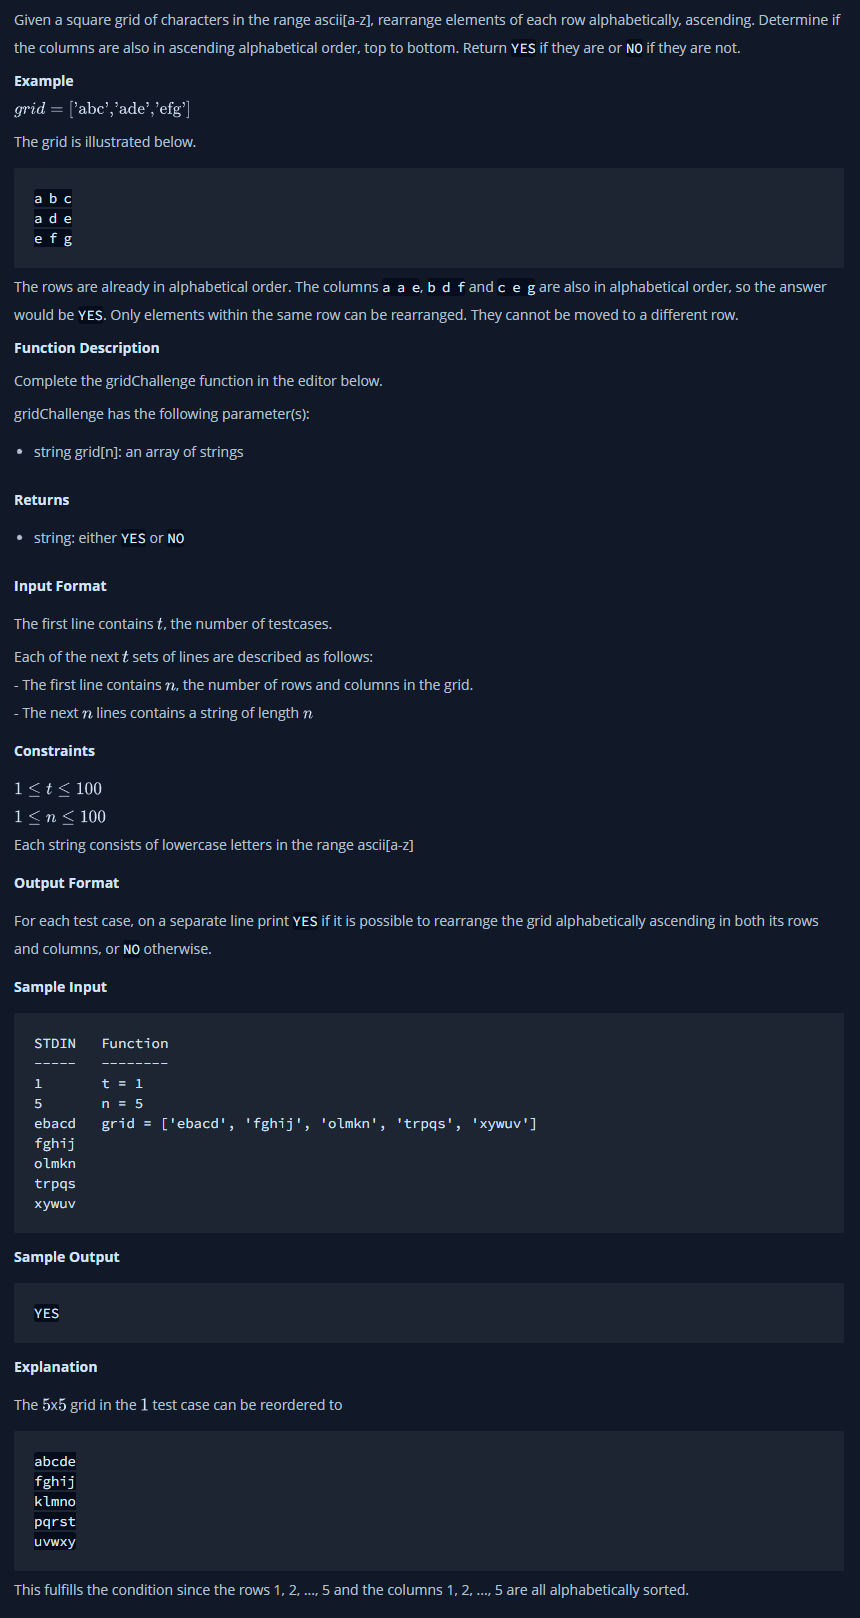 Given a square grid of characters in the range ascii[a-z], rearrange elements of each row alphabetically, ascending. Determine if
the columns are also in ascending alphabetical order, top to bottom. Return YES if they are or NO if they are not.
Example
grid = ['abc','ade','efg']
The grid is illustrated below.
a b c
a d e
e f g
The rows are already in alphabetical order. The columns a a e, b d f and c e g are also in alphabetical order, so the answer
would be YES. Only elements within the same row can be rearranged. They cannot be moved to a different row.
Function Description
Complete the gridChallenge function in the editor below.
gridChallenge has the following parameter(s):
• string grid[n]: an array of strings
Returns
• string: either YES or NO
Input Format
The first line contains t, the number of testcases.
Each of the next t sets of lines are described as follows:
- The first line contains n, the number of rows and columns in the grid.
- The next n lines contains a string of length n
Constraints
1 ≤ t ≤ 100
1 ≤ n ≤ 100
Each string consists of lowercase letters in the range ascii[a-z]
Output Format
For each test case, on a separate line print YES if it is possible to rearrange the grid alphabetically ascending in both its rows
and columns, or NO otherwise.
Sample Input
STDIN   Function
-----   --------
1       t = 1
5       n = 5
ebacd   grid = ['ebacd', 'fghij', 'olmkn', 'trpqs', 'xywuv']
fghij
olmkn
trpqs
xywuv
Sample Output
YES
Explanation
The 5x5 grid in the 1 test case can be reordered to
abcde
fghij
klmno
pqrst
uvwxy
This fulfills the condition since the rows 1, 2, ..., 5 and the columns 1, 2, ..., 5 are all alphabetically sorted.